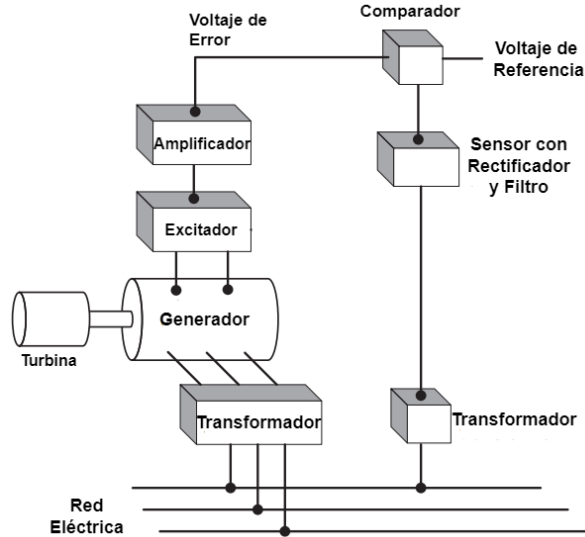 Comparador
Voltaje de
Error
Voltaje de
Referencia
Amplificador
Sensor con
Rectificador
y Filtro
Excitador
Generador
Turbina
Transformador
Transformador
Red
Eléctrica